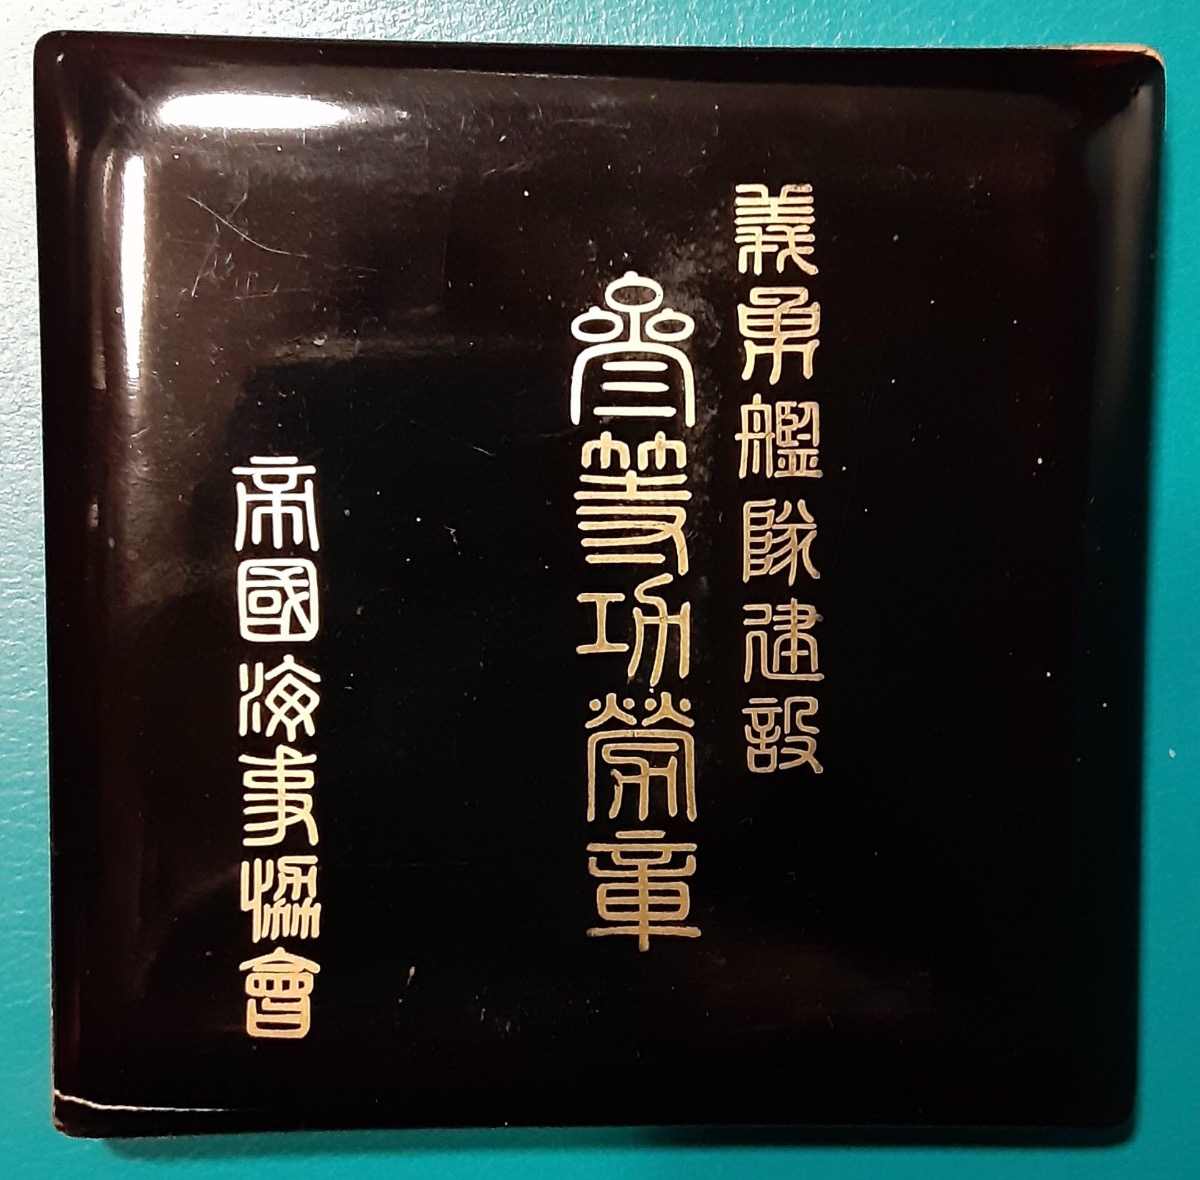 義勇艦隊建設
參等功勞章
帝國海事協會